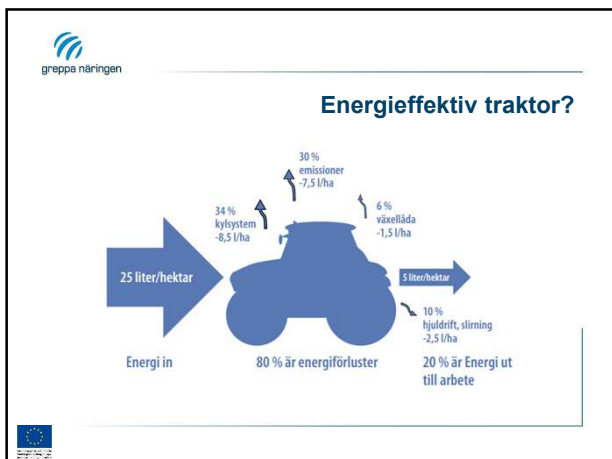 greppa näringen
Energieffektiv traktor?
30 %
emissioner
-7,5 l/ha
34 %
kylsystem
-8,5 l/ha
6 %
växellåda
-1,5 l/ha
25 liter/hektar
5 liter/hektar
10 %
hjuldrift, slirning
-2,5 l/ha
Energi in
80 % är energiförluster
20 % är Energi ut
till arbete